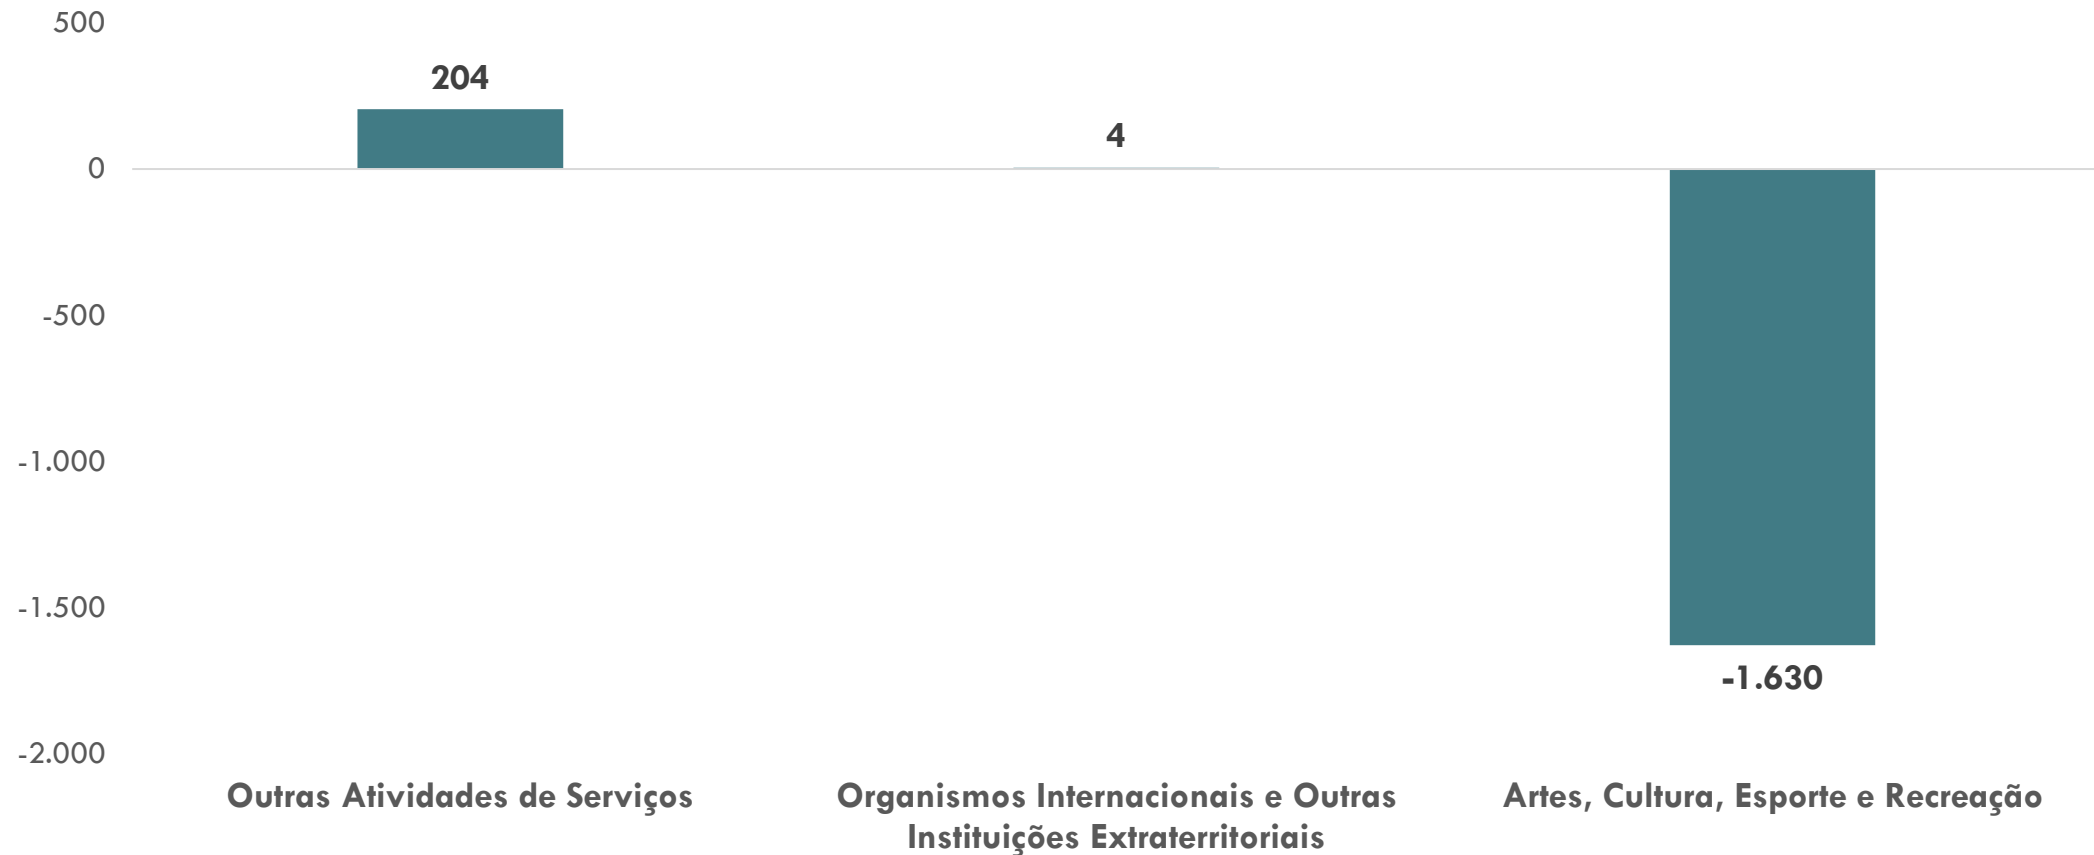 500
204
4
0
-500
-1.000
-1.500
-1.630
-2.000
Outras Atividades de Serviços
Organismos Internacionais e Outras
Instituições Extraterritoriais
Artes, Cultura, Esporte e Recreação